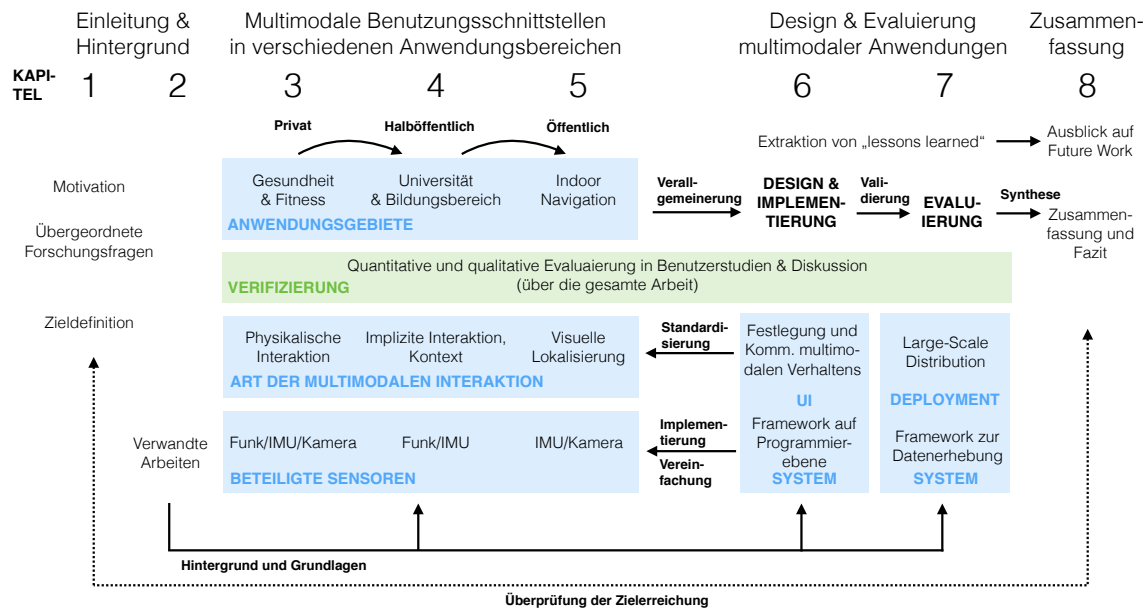 Einleitung &
Hintergrund
Multimodale Benutzungsschnittstellen
in verschiedenen Anwendungsbereichen
Design & Evaluierung
multimodaler Anwendungen
Zusammen-
fassung
KAPI-
TEL
1 2 3 4 5 6 7 8
Privat
Halböffentlich
Öffentlich
Extraktion von „lessons learned“
Ausblick auf
Future Work
Motivation
Übergeordnete
Forschungsfragen
Zieldefinition
Gesundheit
& Fitness
Universität
& Bildungsbereich
Indoor
Navigation
ANWENDUNGSGEBIETE
Verall-
gemeinerung
DESIGN &
IMPLEMEN-
TIERUNG
Vali-
dierung
EVALU-
IERUNG
Synthese
Zusammen-
fassung und
Fazit
Quantitative und qualitative Evaluaierung in Benutzerstudien & Diskussion
(über die gesamte Arbeit)
VERIFIZIERUNG
Physikalische
Interaktion
Implizite Interaktion,
Kontext
Visuelle
Lokalisierung
ART DER MULTIMODALEN INTERAKTION
Standardi-
sierung
Festlegung und
Komm. multimo-
dalen Verhaltens
UI
Large-Scale
Distribution
DEPLOYMENT
Verwandte
Arbeiten
Funk/IMU/Kamera
Funk/IMU
IMU/Kamera
BETEILIGTE SENSOREN
Implemen-
tierung
Verein-
fachung
Framework auf
Programmier-
ebene
SYSTEM
Framework zur
Datenerhebung
SYSTEM
Hintergrund und Grundlagen
Überprüfung der Zielerreichung